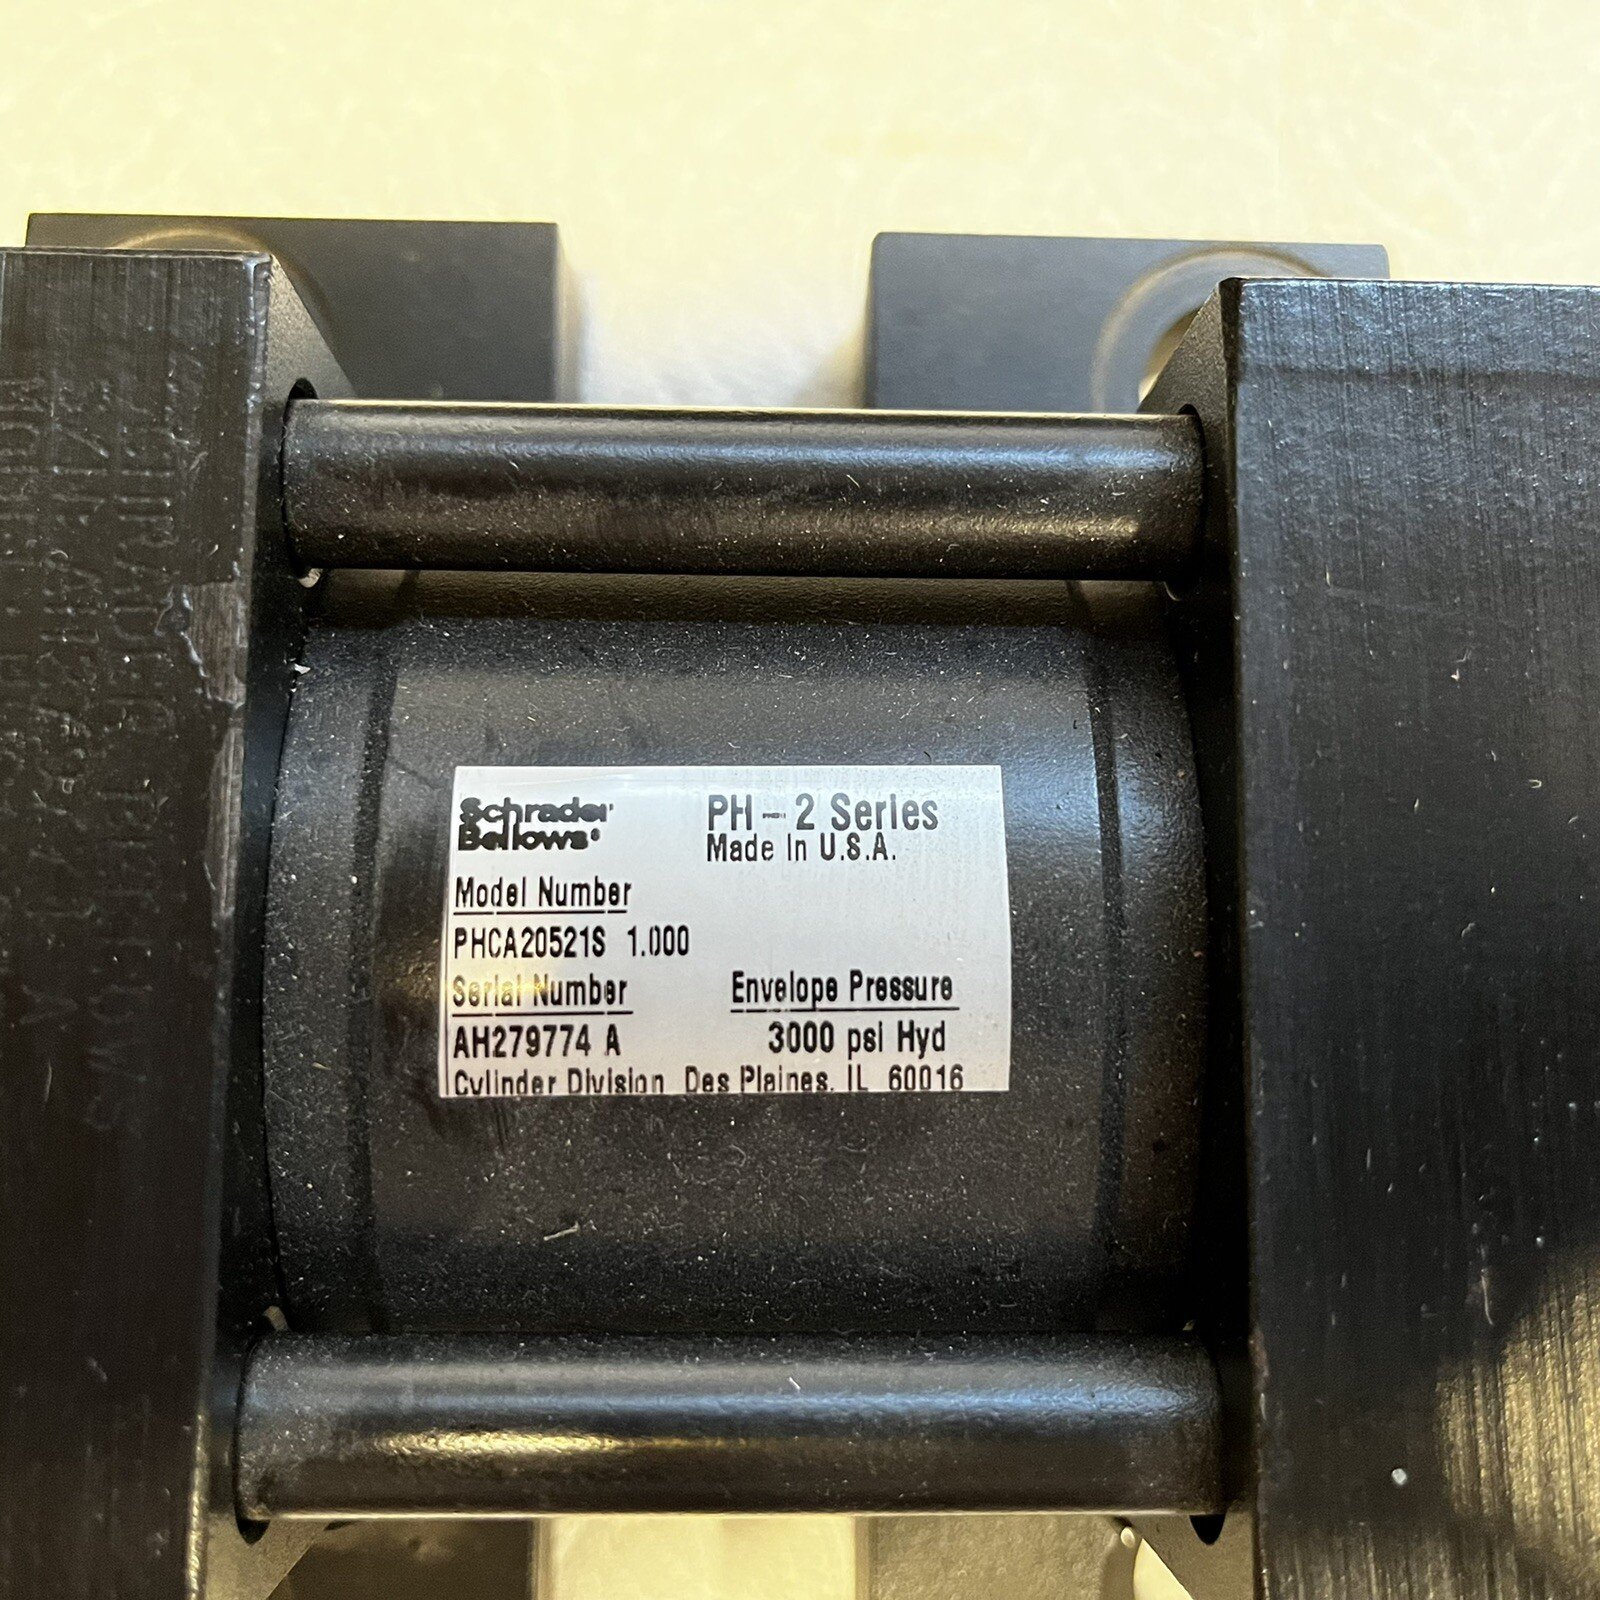 Schrader
Bellows
PH-2 Series
Made In U.S.A.
Model Number
PHCA20521S 1.000
Serial Number
AH279774 A
Envelope Pressure
3000 psi Hyd
Cylinder Division Des Plaines, IL 60016